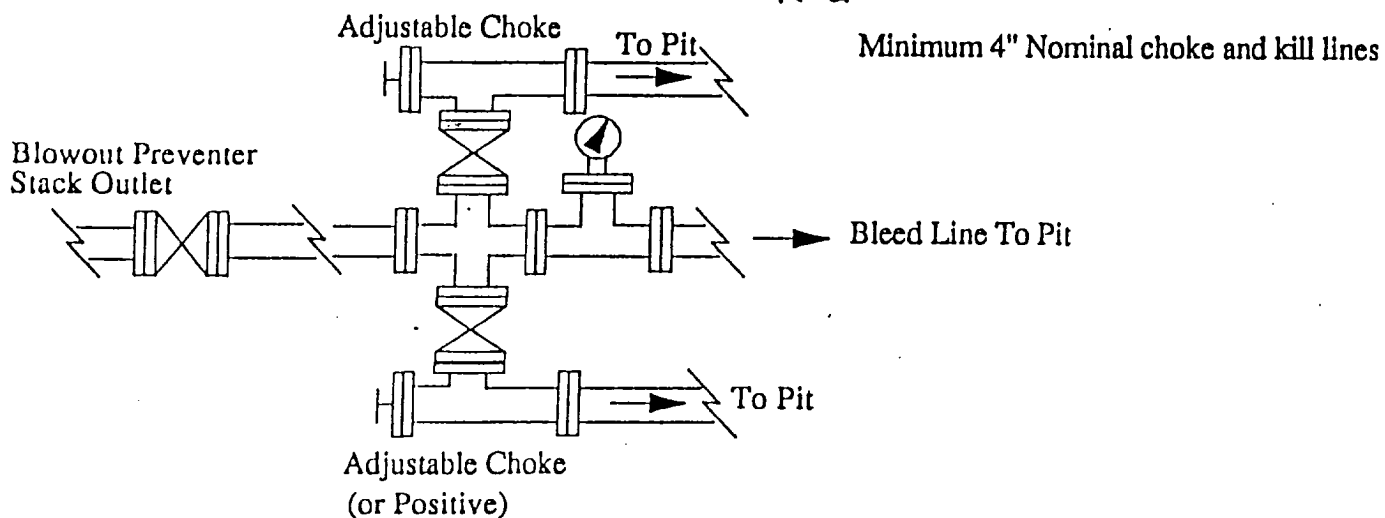 Adjustable Choke
To Pit
Minimum 4" Nominal choke and kill lines
Blowout Preventer
Stack Outlet
Bleed Line To Pit
To Pit
Adjustable Choke
(or Positive)